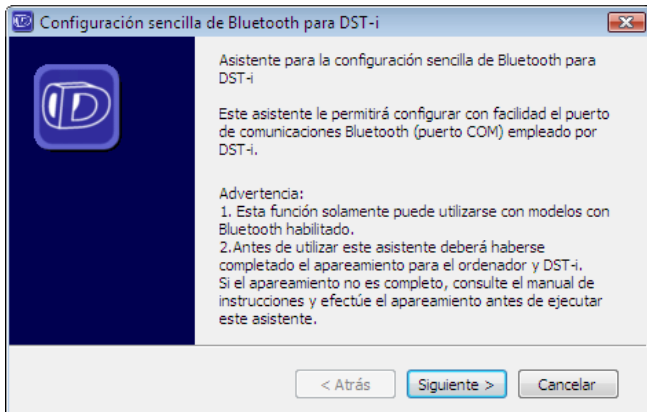 Configuración sencilla de Bluetooth para DST-i
Asistente para la configuración sencilla de Bluetooth para
DST-i
Este asistente le permitirá configurar con facilidad el puerto
de comunicaciones Bluetooth (puerto COM) empleado por
DST-i.
Advertencia:
1. Esta función solamente puede utilizarse con modelos con
Bluetooth habilitado.
2.Antes de utilizar este asistente deberá haberse
completado el apareamiento para el ordenador y DST-i.
Si el apareamiento no es completo, consulte el manual de
instrucciones y efectúe el apareamiento antes de ejecutar
este asistente.
< Atrás Siguiente > Cancelar